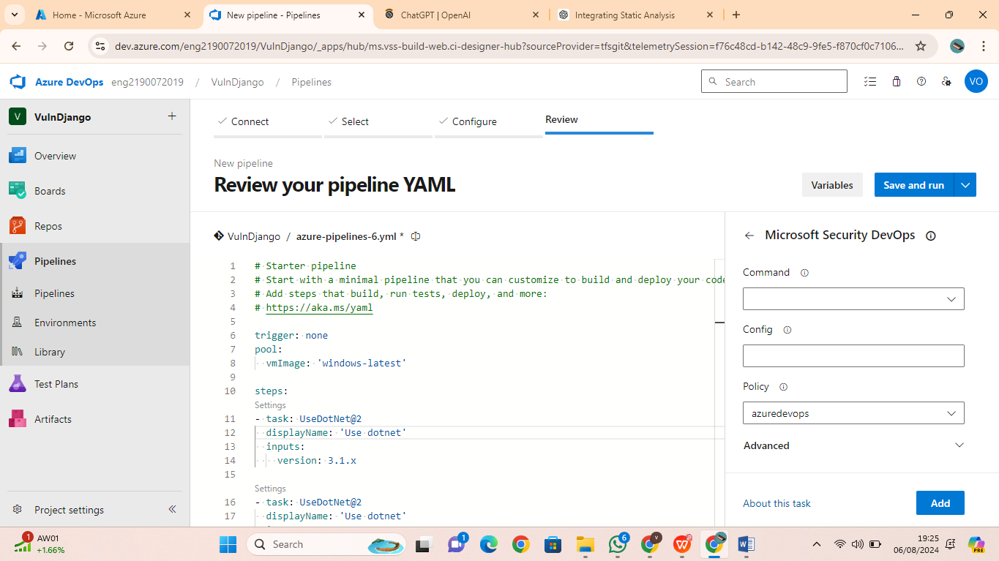 Home - Microsoft Azure
New pipeline - Pipelines
ChatGPT | OpenAI
Integrating Static Analysis
dev.azure.com/eng2190072019/VulnDjango/_apps/hub/ms.vss-build-web.ci-designer-hub?sourceProvider=tfsgit&telemetrySession=f76c48cd-b142-48c9-9fe5-f870cf0c7106...
Azure DevOps eng2190072019 / VulnDjango / Pipelines
Search
VO
V VulnDjango
Overview
Boards
Repos
Pipelines
Pipelines
Environments
Library
Test Plans
Artifacts
Project settings
Connect
Select
Configure
Review
New pipeline
Review your pipeline YAML
Variables
Save and run
VulnDjango / azure-pipelines-6.yml *
1 # Starter pipeline
2 # Start with a minimal pipeline that you can customize to build and deploy your code
3 # Add steps that build, run tests, deploy, and more:
4 # https://aka.ms/yaml
5
6 trigger: none
7 pool:
8 vmImage: 'windows-latest'
9
10 steps:
Settings
11 - task: UseDotNet@2
12 displayName: 'Use dotnet'
13 inputs:
14 version: 3.1.x
15
Settings
16 - task: UseDotNet@2
17 displayName: 'Use dotnet'
Microsoft Security DevOps
Command
Config
Policy
azuredevops
Advanced
About this task
Add
1
AW01
+1.66%
Search
1
6
V
19:25
06/08/2024
PRE